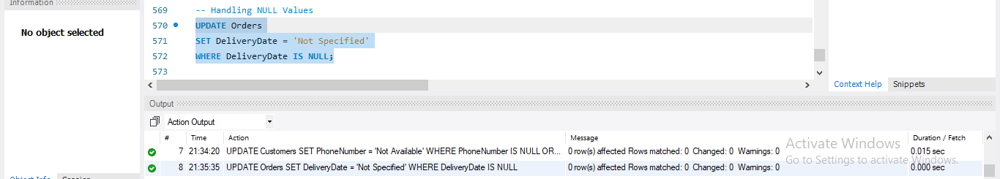 Information
No object selected
569 -- Handling NULL Values
570 UPDATE Orders
571 SET DeliveryDate = 'Not Specified'
572 WHERE DeliveryDate IS NULL;
573
Context Help Snippets
Output
Action Output
# Time Action Message Duration / Fetch
7 21:34:20 UPDATE Customers SET PhoneNumber = 'Not Available' WHERE PhoneNumber IS NULL OR... 0 row(s) affected Rows matched: 0 Changed: 0 Warnings: 0 0.015 sec
8 21:35:35 UPDATE Orders SET DeliveryDate = 'Not Specified' WHERE DeliveryDate IS NULL 0 row(s) affected Rows matched: 0 Changed: 0 Warnings: 0 0.000 sec
Activate Windows
Go to Settings to activate Windows.
Object Info Session